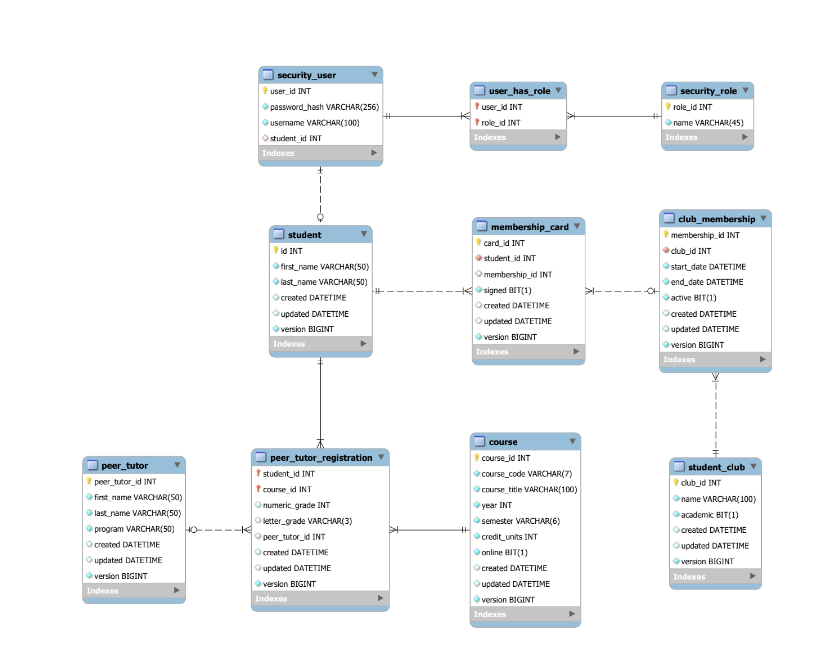 security_user
user_id INT
password_hash VARCHAR(256)
username VARCHAR(100)
student_id INT
Indexes
user_has_role
user_id INT
role_id INT
Indexes
security_role
role_id INT
name VARCHAR(45)
Indexes
student
id INT
first_name VARCHAR(50)
last_name VARCHAR(50)
created DATETIME
updated DATETIME
version BIGINT
Indexes
membership_card
card_id INT
student_id INT
membership_id INT
signed BIT(1)
created DATETIME
updated DATETIME
version BIGINT
Indexes
club_membership
membership_id INT
club_id INT
start_date DATETIME
end_date DATETIME
active BIT(1)
created DATETIME
updated DATETIME
version BIGINT
Indexes
peer_tutor
peer_tutor_id INT
first_name VARCHAR(50)
last_name VARCHAR(50)
program VARCHAR(50)
created DATETIME
updated DATETIME
version BIGINT
Indexes
peer_tutor_registration
student_id INT
course_id INT
numeric_grade INT
letter_grade VARCHAR(3)
peer_tutor_id INT
created DATETIME
updated DATETIME
version BIGINT
Indexes
course
course_id INT
course_code VARCHAR(7)
course_title VARCHAR(100)
year INT
semester VARCHAR(6)
credit_units INT
online BIT(1)
created DATETIME
updated DATETIME
version BIGINT
Indexes
student_club
club_id INT
name VARCHAR(100)
academic BIT(1)
created DATETIME
updated DATETIME
version BIGINT
Indexes